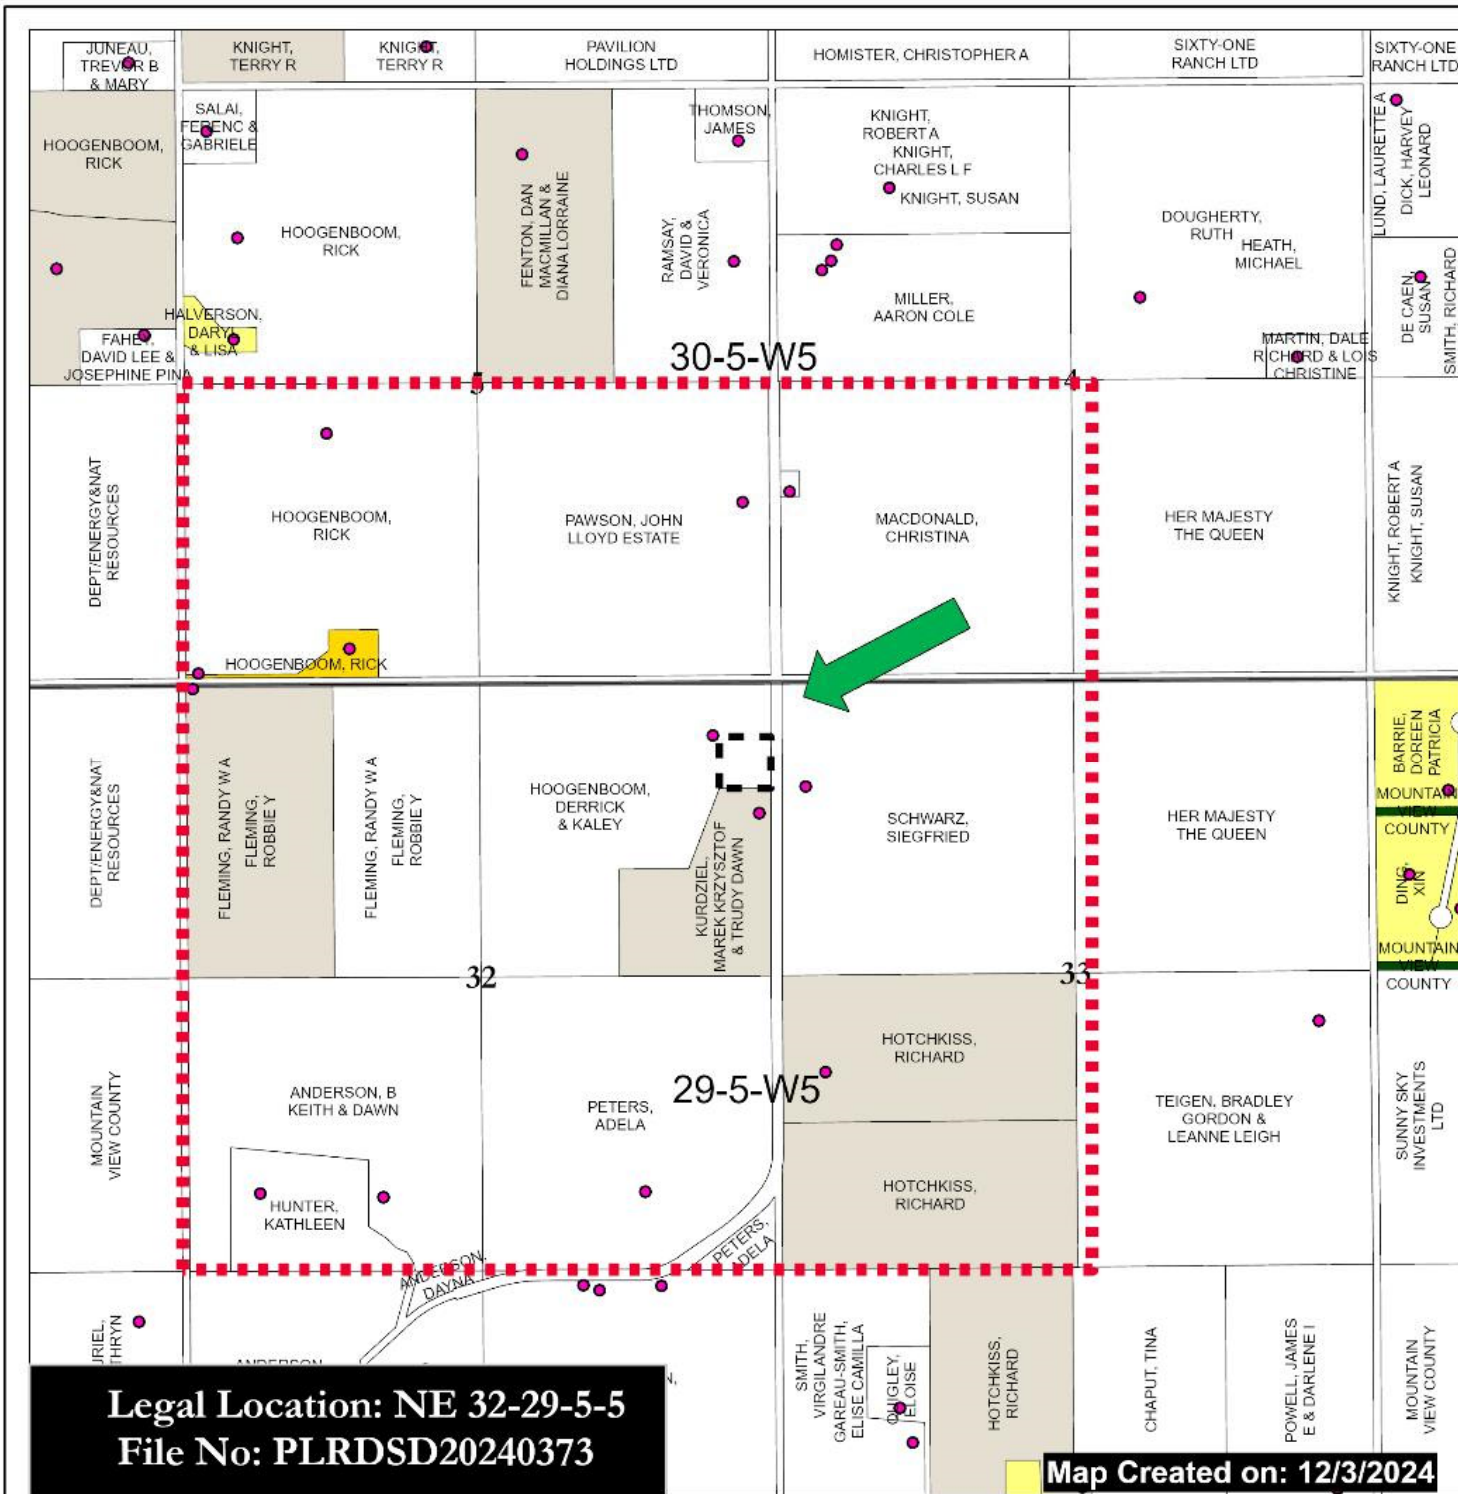 JUNEAU,
TREVOR B
& MARY
KNIGHT,
TERRY R
KNIGHT,
TERRY R
PAVILION
HOLDINGS LTD
HOMISTER, CHRISTOPHER A
SIXTY-ONE
RANCH LTD
SIXTY-ONE
RANCH LTD
HOOGENBOOM,
RICK
SALAI,
FERENC &
GABRIELE
HOOGENBOOM,
RICK
FENTON, DAN
MACMILLAN &
DIANA LORRAINE
RAMSAY,
DAVID &
VERONICA
THOMSON,
JAMES
KNIGHT,
ROBERT A
KNIGHT,
CHARLES L F
KNIGHT, SUSAN
MILLER,
AARON COLE
DOUGHERTY,
RUTH
HEATH,
MICHAEL
LUND, LAURETTE A
DICK, HARVEY
LEONARD
DE CAEN,
SUSAN
SMITH, RICHARD
HALVERSON,
DARYL
& LISA
FAHEY,
DAVID LEE &
JOSEPHINE PINA
MARTIN, DALE
RICHARD & LOIS
CHRISTINE
30-5-W5
5
4
DEPT/ENERGY&NAT
RESOURCES
HOOGENBOOM,
RICK
PAWSON, JOHN
LLOYD ESTATE
MACDONALD,
CHRISTINA
HER MAJESTY
THE QUEEN
KNIGHT, ROBERT A
KNIGHT, SUSAN
HOOGENBOOM, RICK
DEPT/ENERGY&NAT
RESOURCES
FLEMING, RANDY W A
FLEMING,
ROBBIE Y
FLEMING, RANDY W A
FLEMING,
ROBBIE Y
HOOGENBOOM,
DERRICK
& KALEY
KURDZIEL,
MAREK KRZYSZTOF
& TRUDY DAWN
SCHWARZ,
SIEGFRIED
HER MAJESTY
THE QUEEN
BARRIE,
DOREEN
PATRICIA
MOUNTAIN
VIEW
COUNTY
DING,
XIN
MOUNTAIN
VIEW
COUNTY
32
33
MOUNTAIN
VIEW COUNTY
ANDERSON, B
KEITH & DAWN
PETERS,
ADELA
29-5-W5
HOTCHKISS,
RICHARD
HOTCHKISS,
RICHARD
TEIGEN, BRADLEY
GORDON &
LEANNE LEIGH
SUNNY SKY
INVESTMENTS
LTD
HUNTER,
KATHLEEN
PETERS,
ADELA
ANDERSON,
DAYNA
SMITH,
VIRGILANDRE
GAREAU-SMITH,
ELISE CAMILLA
QUIGLEY,
ELOISE
HOTCHKISS,
RICHARD
CHAPUT, TINA
POWELL, JAMES
E & DARLENE I
MOUNTAIN
VIEW COUNTY
Legal Location: NE 32-29-5-5
File No: PLRDSD20240373
Map Created on: 12/3/2024